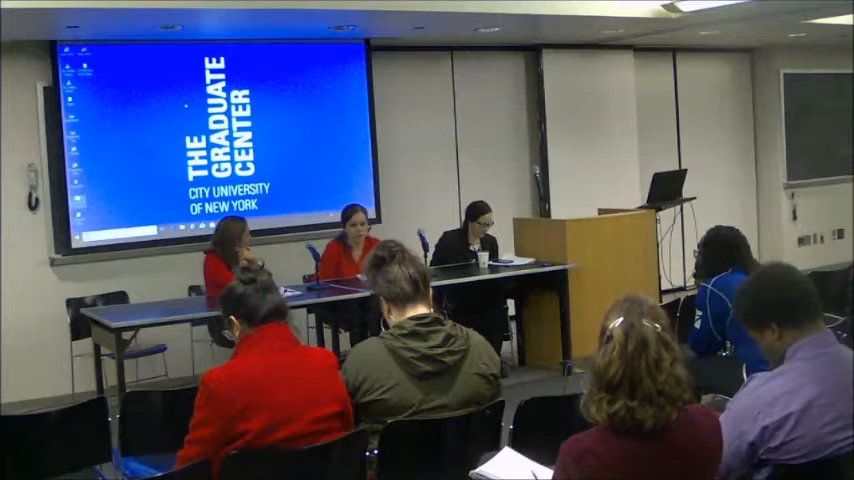 THE
GRADUATE
CENTER
CITY UNIVERSITY
OF NEW YORK